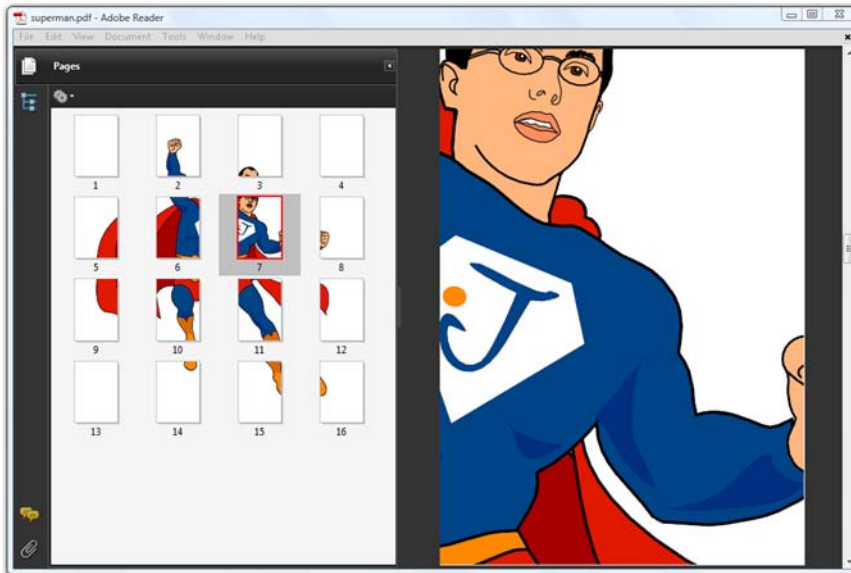 superman.pdf - Adobe Reader
File Edit View Document Tools Window Help
Pages
1 2 3 4
5 6 7 8
J
9 10 11 12
13 14 15 16